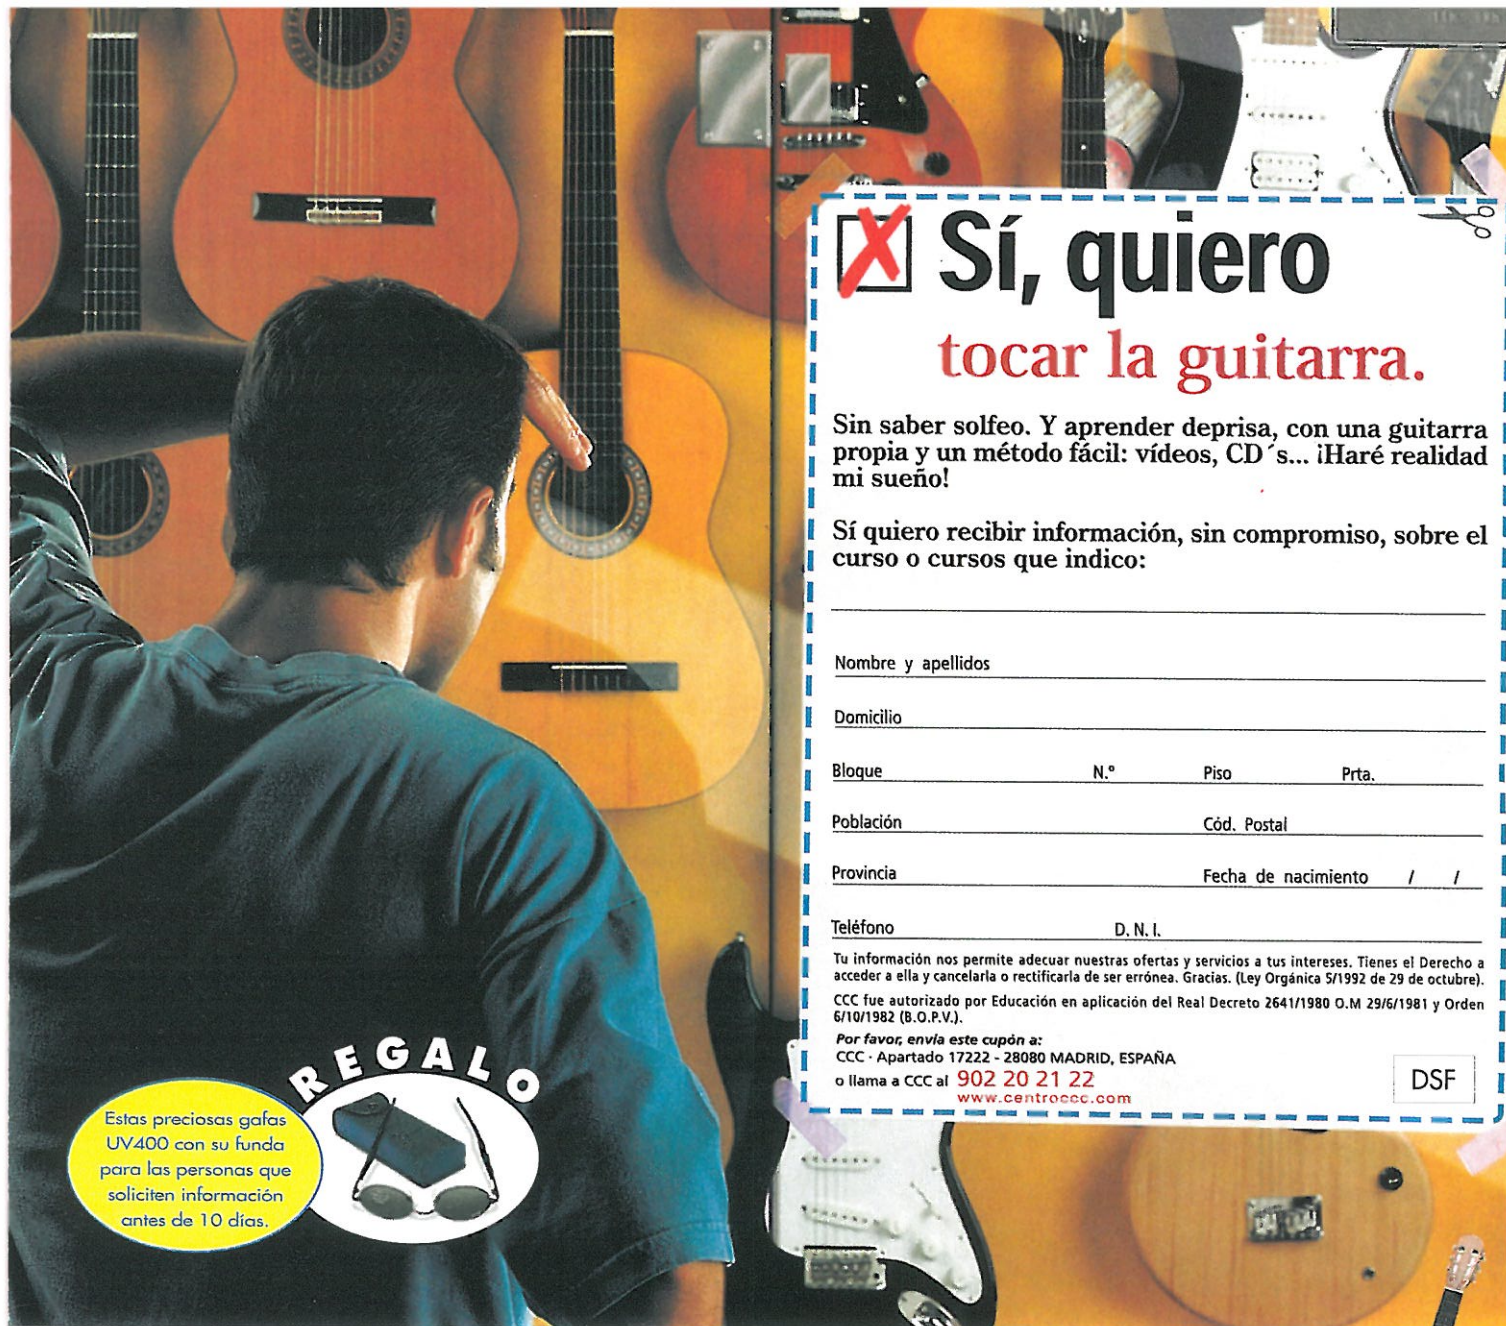 Sí, quiero
tocar la guitarra.
Sin saber solfeo. Y aprender deprisa, con una guitarra
propia y un método fácil: vídeos, CD´s... ¡Haré realidad
mi sueño!
Sí quiero recibir información, sin compromiso, sobre el
curso o cursos que indico:
Nombre y apellidos
Domicilio
Bloque N.º Piso Prta.
Población Cód. Postal
Provincia Fecha de nacimiento / /
Teléfono D. N. I.
Tu información nos permite adecuar nuestras ofertas y servicios a tus intereses. Tienes el Derecho a
acceder a ella y cancelarla o rectificarla de ser errónea. Gracias. (Ley Orgánica 5/1992 de 29 de octubre).
CCC fue autorizado por Educación en aplicación del Real Decreto 2641/1980 O.M 29/6/1981 y Orden
6/10/1982 (B.O.P.V.).
Por favor, envía este cupón a:
CCC · Apartado 17222 - 28080 MADRID, ESPAÑA
o llama a CCC al 902 20 21 22
www.centroccc.com
DSF
REGALO
Estas preciosas gafas
UV400 con su funda
para las personas que
soliciten información
antes de 10 días.